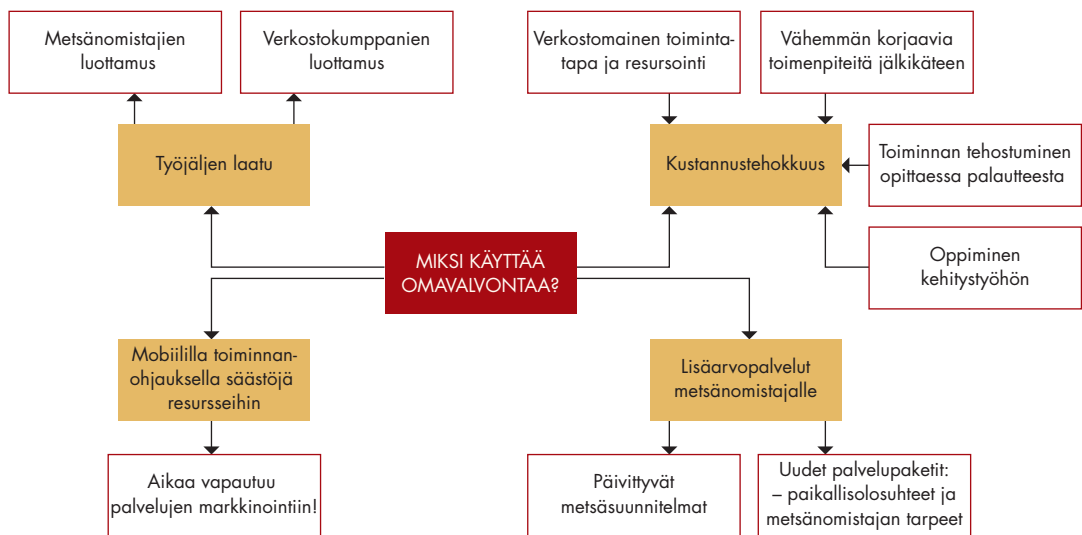 Metsänomistajien
luottamus
Verkostokumppanien
luottamus
Verkostomainen toiminta-
tapa ja resursointi
Vähemmän korjaavia
toimenpiteitä jälkikäteen
Työjäljen laatu
Kustannustehokkuus
Toiminnan tehostuminen
opittaessa palautteesta
MIKSI KÄYTTÄÄ
OMAVALVONTAA?
Oppiminen
kehitystyöhön
Mobiililla toiminnan-
ohjauksella säästöjä
resursseihin
Lisäarvopalvelut
metsänomistajalle
Aikaa vapautuu
palvelujen markkinointiin!
Päivittyvät
metsäsuunnitelmat
Uudet palvelupaketit:
– paikallisolosuhteet ja
metsänomistajan tarpeet